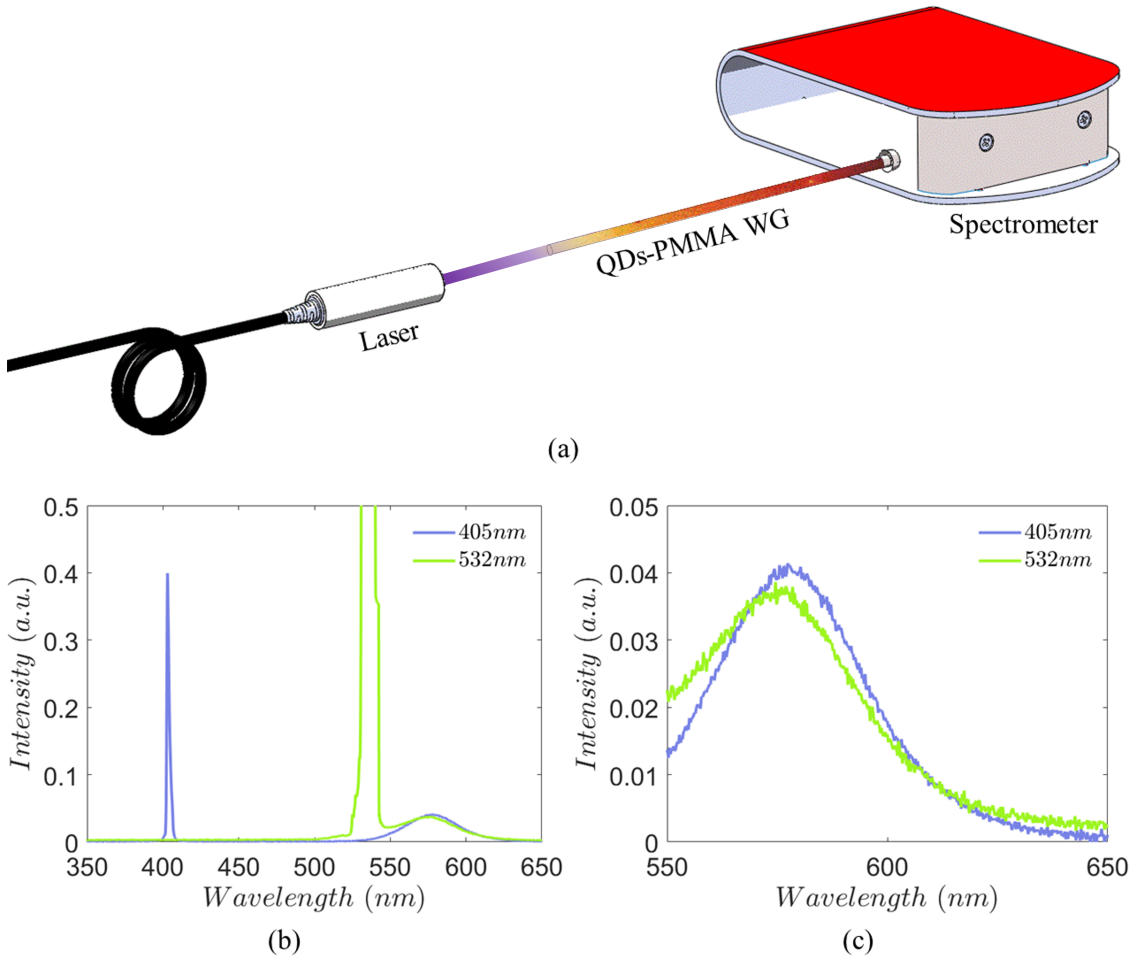 Spectrometer
QDs-PMMA WG
Laser
(a)
0.5
0.4
0.3
0.2
0.1
0
Intensity (a.u.)
405nm
532nm
350 400 450 500 550 600 650
Wavelength (nm)
(b)
0.05
0.04
0.03
0.02
0.01
0
Intensity (a.u.)
405nm
532nm
550 600 650
Wavelength (nm)
(c)